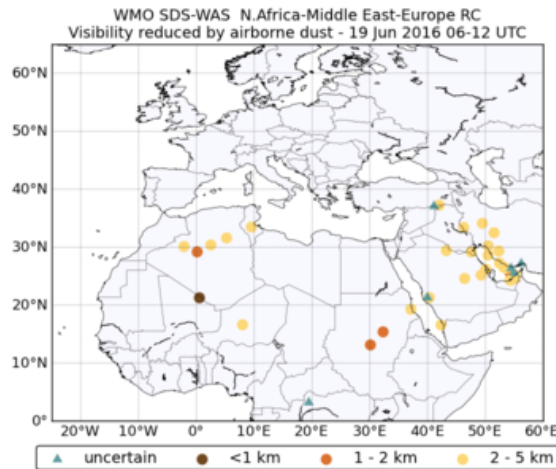 WMO SDS-WAS N.Africa-Middle East-Europe RC
Visibility reduced by airborne dust - 19 Jun 2016 06-12 UTC
60°N
50°N
40°N
30°N
20°N
10°N
0°
20°W 10°W 0° 10°E 20°E 30°E 40°E 50°E 60°E
uncertain <1 km 1 - 2 km 2 - 5 km